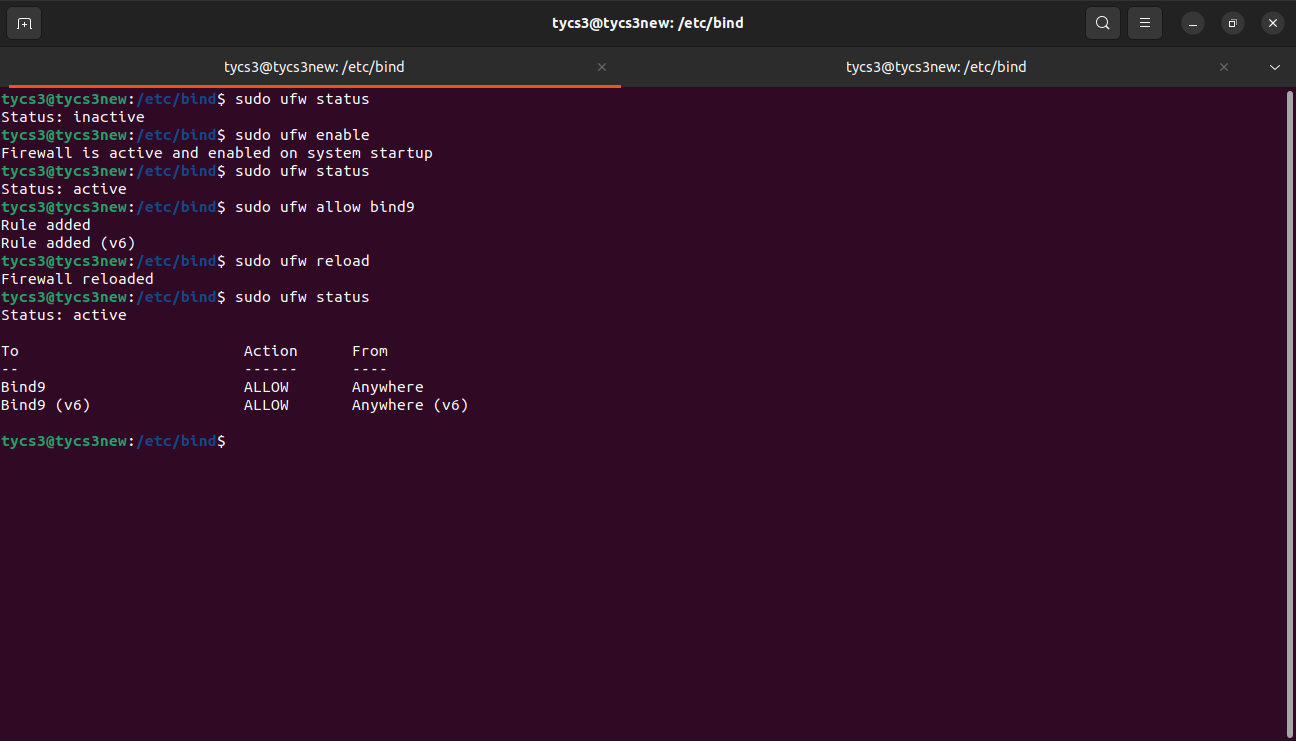 tycs3@tycs3new: /etc/bind
tycs3@tycs3new: /etc/bind
tycs3@tycs3new: /etc/bind
tycs3@tycs3new:/etc/bind$ sudo ufw status
Status: inactive
tycs3@tycs3new:/etc/bind$ sudo ufw enable
Firewall is active and enabled on system startup
tycs3@tycs3new:/etc/bind$ sudo ufw status
Status: active
tycs3@tycs3new:/etc/bind$ sudo ufw allow bind9
Rule added
Rule added (v6)
tycs3@tycs3new:/etc/bind$ sudo ufw reload
Firewall reloaded
tycs3@tycs3new:/etc/bind$ sudo ufw status
Status: active
To                         Action      From
--                         ------      ----
Bind9                      ALLOW       Anywhere
Bind9 (v6)                 ALLOW       Anywhere (v6)
tycs3@tycs3new:/etc/bind$